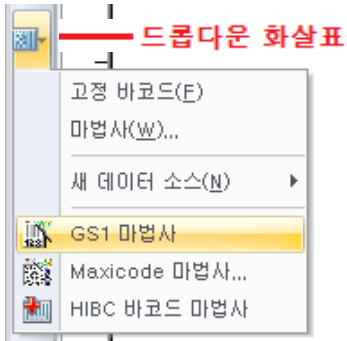 드롭다운 화살표
고정 바코드(F)
마법사(W)...
새 데이터 소스(N)
GS1 마법사
Maxicode 마법사...
HIBC 바코드 마법사